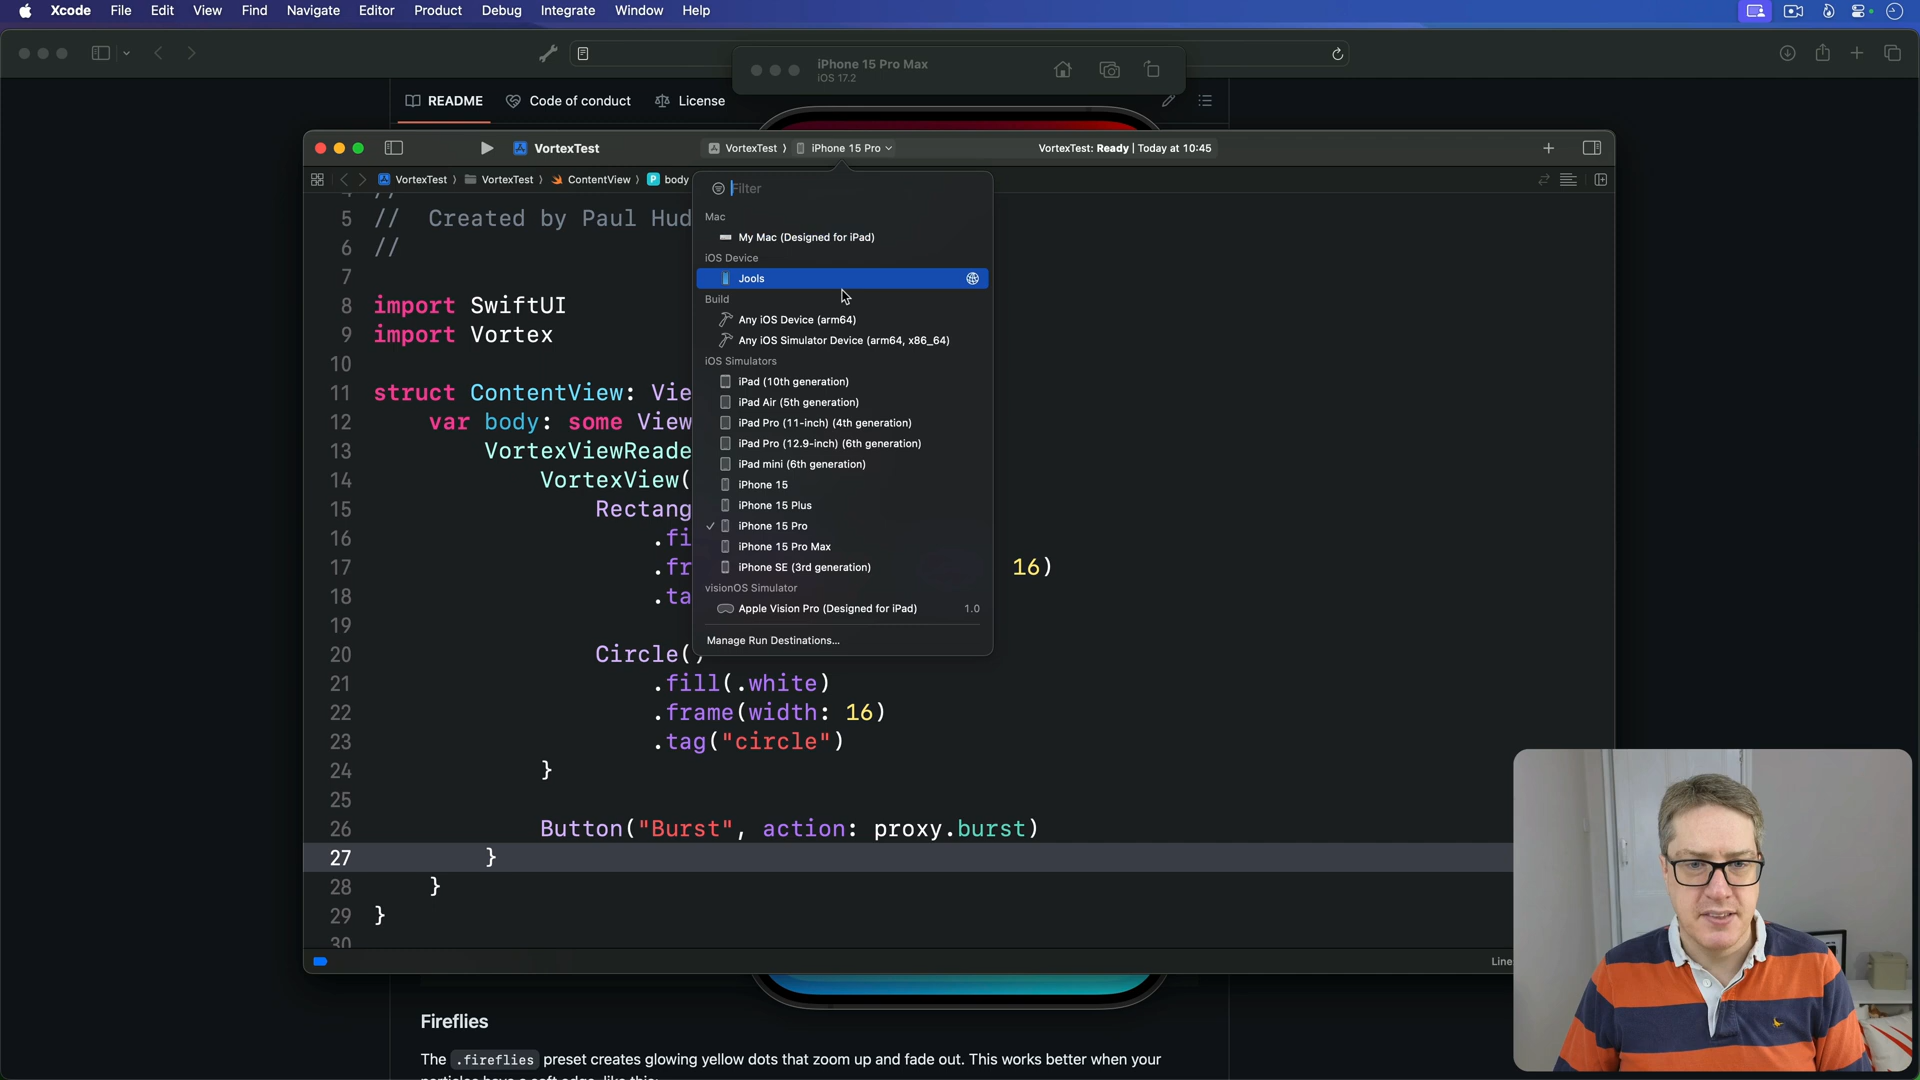 Xcode File Edit View Find Navigate Editor Product Debug Integrate Window Help
iPhone 15 Pro Max
iOS 17.2
README Code of conduct License
VortexTest VortexTest iPhone 15 Pro VortexTest: Ready | Today at 10:45
VortexTest VortexTest ContentView body
Filter
Mac
My Mac (Designed for iPad)
iOS Device
Jools
Build
Any iOS Device (arm64)
Any iOS Simulator Device (arm64, x86_64)
iOS Simulators
iPad (10th generation)
iPad Air (5th generation)
iPad Pro (11-inch) (4th generation)
iPad Pro (12.9-inch) (6th generation)
iPad mini (6th generation)
iPhone 15
iPhone 15 Plus
iPhone 15 Pro
iPhone 15 Pro Max
iPhone SE (3rd generation)
visionOS Simulator
Apple Vision Pro (Designed for iPad) 1.0
Manage Run Destinations...
5 // Created by Paul Hud
6 //
7
8 import SwiftUI
9 import Vortex
10
11 struct ContentView: Vie
12 var body: some View
13 VortexViewReade
14 VortexView(
15 Rectang
16 .fi
17 .fr 16)
18 .ta
19
20 Circle()
21 .fill(.white)
22 .frame(width: 16)
23 .tag("circle")
24 }
25
26 Button("Burst", action: proxy.burst)
27 }
28 }
29 }
30
Line
Fireflies
The .fireflies preset creates glowing yellow dots that zoom up and fade out. This works better when your